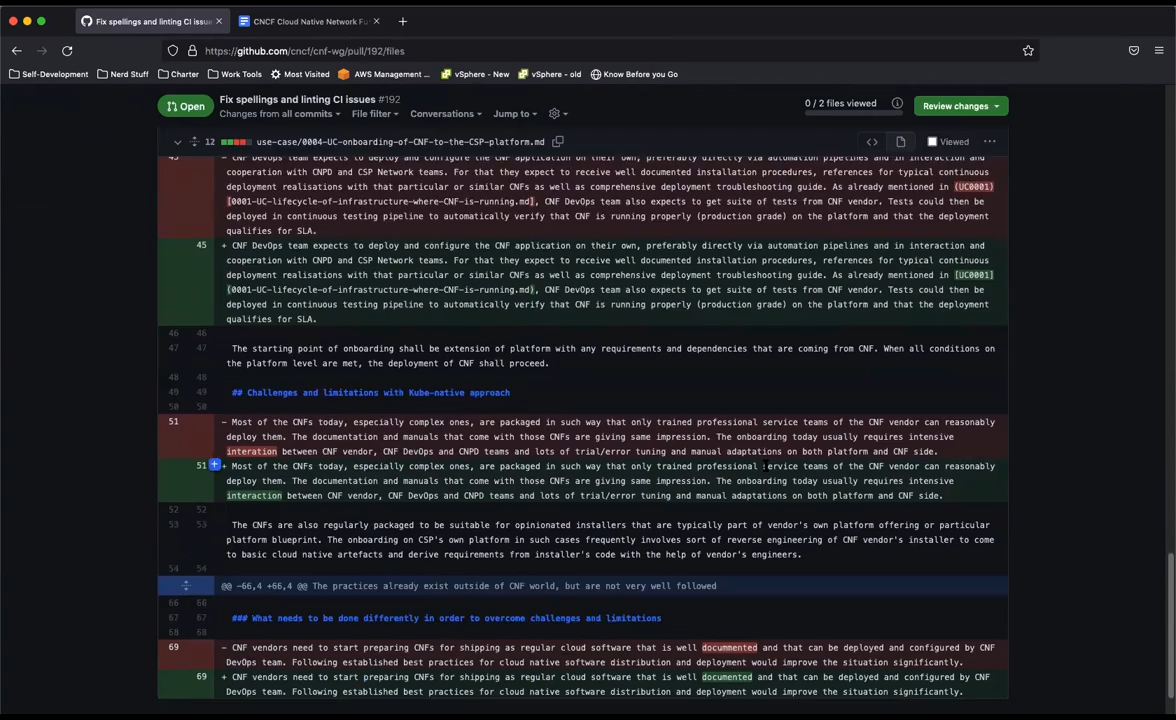 Fix spellings and linting CI issue
CNCF Cloud Native Network Fu
https://github.com/cncf/cnf-wg/pull/192/files
Self-Development
Nerd Stuff
Charter
Work Tools
Most Visited
AWS Management ...
vSphere - New
vSphere - old
Know Before you Go
Open
Fix spellings and linting CI issues #192
Changes from all commits
File filter
Conversations
Jump to
0 / 2 files viewed
Review changes
12
use-case/0004-UC-onboarding-of-CNF-to-the-CSP-platform.md
Viewed
45 - CNF DevOps team expects to deploy and configure the CNF application on their own, preferably directly via automation pipelines and in interaction and
cooperation with CNPD and CSP Network teams. For that they expect to receive well documented installation procedures, references for typical continuous
deployment realisations with that particular or similar CNFs as well as comprehensive deployment troubleshooting guide. As already mentioned in (UC0001)
[0001-UC-lifecycle-of-infrastructure-where-CNF-is-running.md], CNF DevOps team also expects to get suite of tests from CNF vendor. Tests could then be
deployed in continuous testing pipeline to automatically verify that CNF is running properly (production grade) on the platform and that the deployment
qualifies for SLA.
45 + CNF DevOps team expects to deploy and configure the CNF application on their own, preferably directly via automation pipelines and in interaction and
cooperation with CNPD and CSP Network teams. For that they expect to receive well documented installation procedures, references for typical continuous
deployment realisations with that particular or similar CNFs as well as comprehensive deployment troubleshooting guide. As already mentioned in [UC0001]
(0001-UC-lifecycle-of-infrastructure-where-CNF-is-running.md), CNF DevOps team also expects to get suite of tests from CNF vendor. Tests could then be
deployed in continuous testing pipeline to automatically verify that CNF is running properly (production grade) on the platform and that the deployment
qualifies for SLA.
46 46
47 47 The starting point of onboarding shall be extension of platform with any requirements and dependencies that are coming from CNF. When all conditions on
the platform level are met, the deployment of CNF shall proceed.
48 48
49 49 ## Challenges and limitations with Kube-native approach
50 50
51 - Most of the CNFs today, especially complex ones, are packaged in such way that only trained professional service teams of the CNF vendor can reasonably
deploy them. The documentation and manuals that come with those CNFs are giving same impression. The onboarding today usually requires intensive
interation between CNF vendor, CNF DevOps and CNPD teams and lots of trial/error tuning and manual adaptations on both platform and CNF side.
51 + Most of the CNFs today, especially complex ones, are packaged in such way that only trained professional service teams of the CNF vendor can reasonably
deploy them. The documentation and manuals that come with those CNFs are giving same impression. The onboarding today usually requires intensive
interaction between CNF vendor, CNF DevOps and CNPD teams and lots of trial/error tuning and manual adaptations on both platform and CNF side.
52 52
53 53 The CNFs are also regularly packaged to be suitable for opinionated installers that are typically part of vendor's own platform offering or particular
platform blueprint. The onboarding on CSP's own platform in such cases frequently involves sort of reverse engineering of CNF vendor's installer to come
to basic cloud native artefacts and derive requirements from installer's code with the help of vendor's engineers.
54 54
@@ -66,4 +66,4 @@ The practices already exist outside of CNF world, but are not very well followed
66 66
67 67 ### What needs to be done differently in order to overcome challenges and limitations
68 68
69 - CNF vendors need to start preparing CNFs for shipping as regular cloud software that is well docummented and that can be deployed and configured by CNF
DevOps team. Following established best practices for cloud native software distribution and deployment would improve the situation significantly.
69 + CNF vendors need to start preparing CNFs for shipping as regular cloud software that is well documented and that can be deployed and configured by CNF
DevOps team. Following established best practices for cloud native software distribution and deployment would improve the situation significantly.